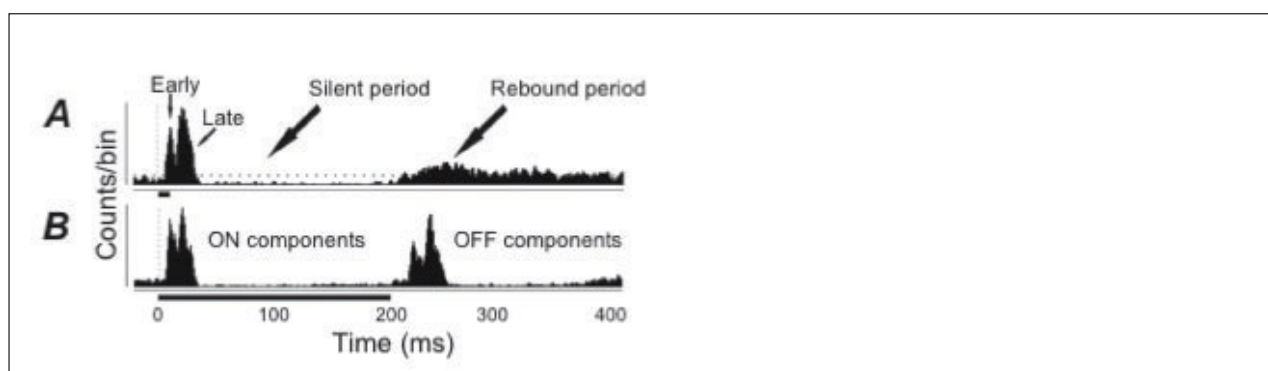 Early
Silent period
Rebound period
A
Late
Counts/bin
B
ON components
OFF components
0
100
200
300
400
Time (ms)